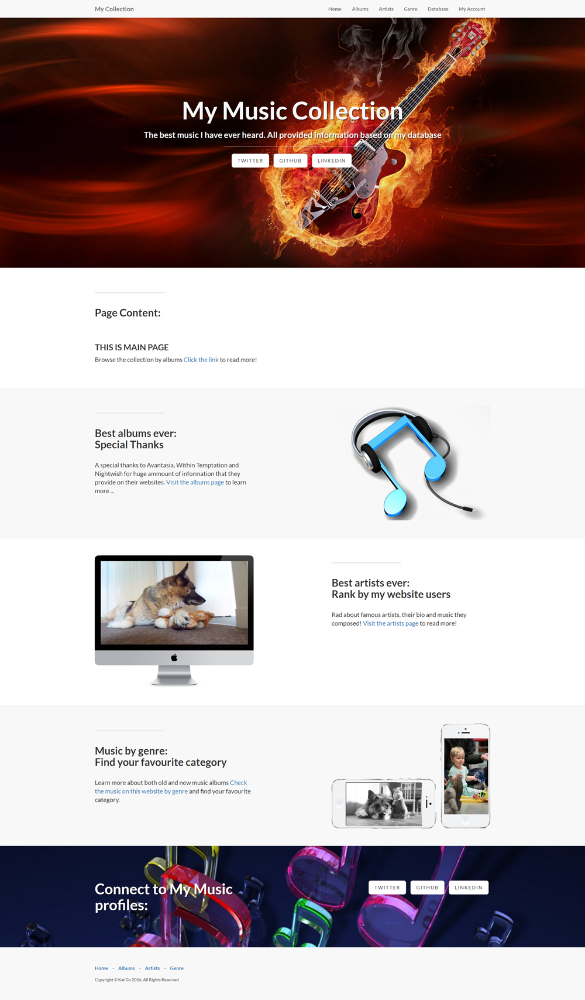 My Collection
Home
Albums
Artists
Genre
Database
My Account
My Music Collection
The best music I have ever heard. All provided information based on my database
TWITTER
GITHUB
LINKEDIN
Page Content:
THIS IS MAIN PAGE
Browse the collection by albums Click the link to read more!
Best albums ever:
Special Thanks
A special thanks to Avantasia, Within Temptation and
Nightwish for huge ammount of information that they
provide on their websites. Visit the albums page to learn
more ...
Best artists ever:
Rank by my website users
Rad about famous artists, their bio and music they
composed! Visit the artists page to read more!
Music by genre:
Find your favourite category
Learn more about both old and new music albums Check
the music on this website by genre and find your favourite
category.
Connect to My Music
profiles:
TWITTER
GITHUB
LINKEDIN
Home · Albums · Artists · Genre
Copyright © Kat Gn 2016. All Rights Reserved